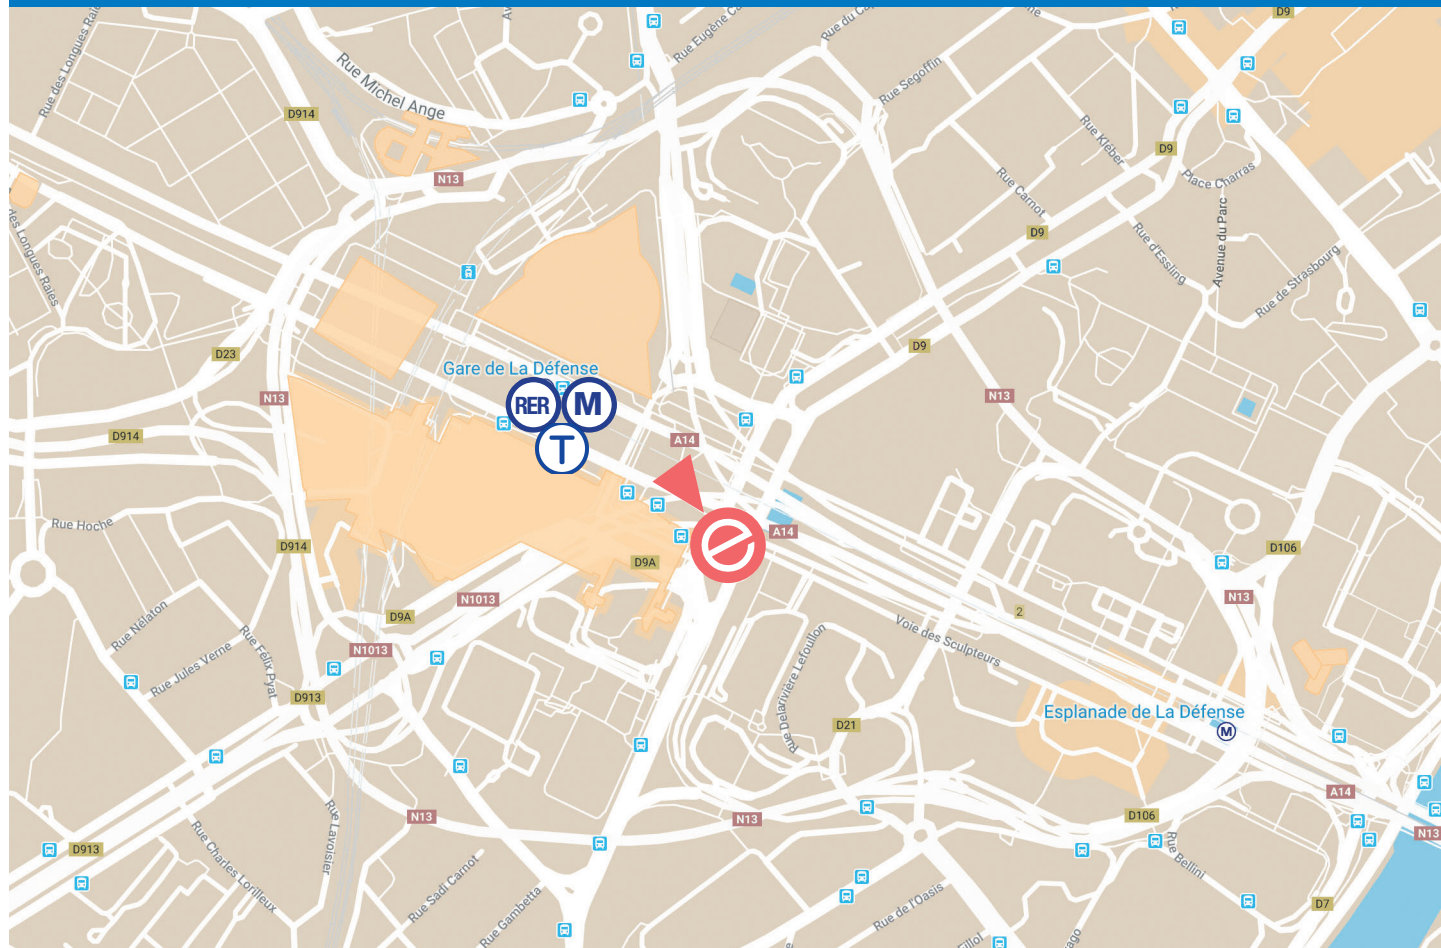 Rue des Longues Raies
Av
Rue Eugène
Rue du
D9
Rue Michel Ange
Rue Segoffin
D914
Rue Kléber
D9
N13
Place Charras
Rue Carnot
des Longues Raies
Avenue du Parc
D9
Rue d'Essling
Rue de Strasbourg
D23
D9
Gare de La Défense
N13
RER
M
N13
T
D914
A14
Rue Hoche
A14
D914
D106
D9A
N1013
N13
D9A
2
Rue Nélaton
Voie des Sculpteurs
Rue Jules Verne
Rue Félix Pyat
N1013
Rue Delarivière Lefoullon
D913
Esplanade de La Défense
D21
M
A14
N13
N13
D106
N13
D913
Rue Lavoisier
Rue Charles Lorilleux
Rue Bellini
Rue Sadi Carnot
Rue Gambetta
Rue de l'Oasis
D7
Fillol
ago